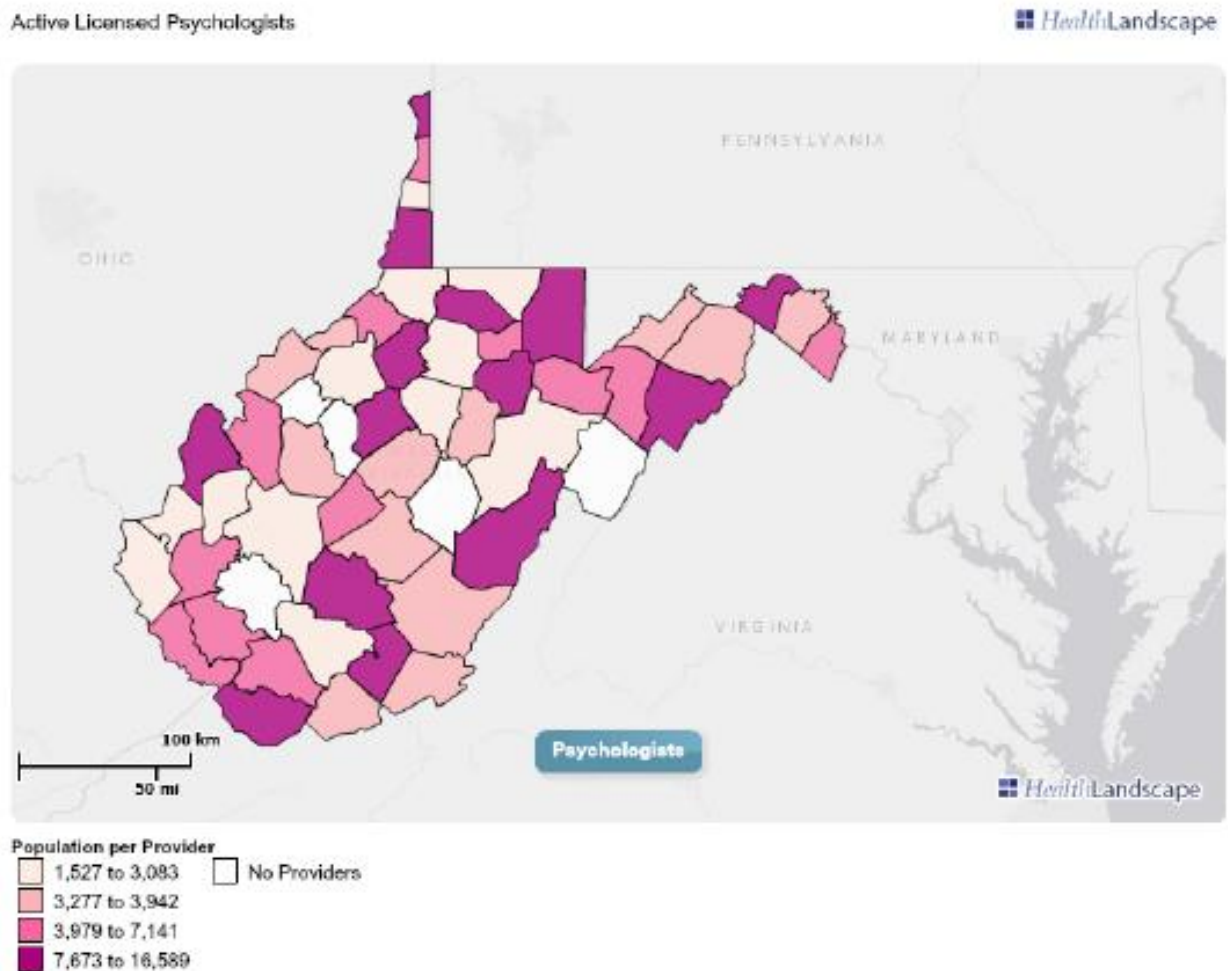 Active Licensed Psychologists
HealthLandscape
PENNSYLVANIA
OHIO
MARYLAND
VIRGINIA
100 km
50 mi
Psychologists
HealthLandscape
Population per Provider
1,527 to 3,083
No Providers
3,277 to 3,942
3,979 to 7,141
7,673 to 16,589